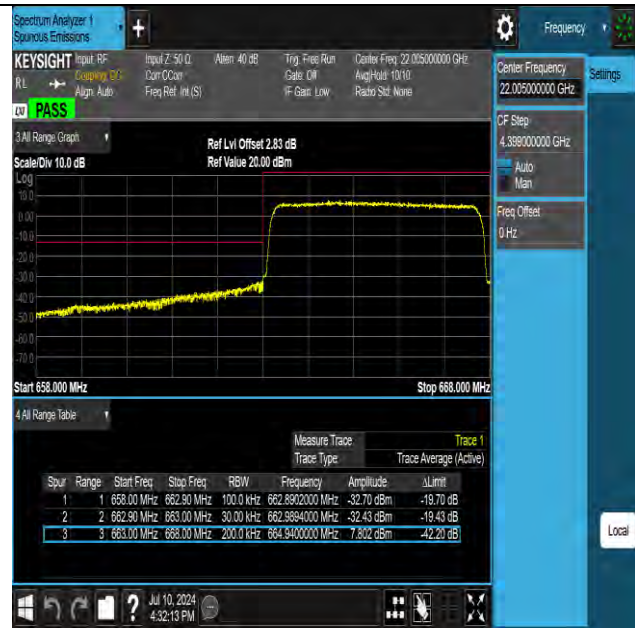 Spectrum Analyzer 1
Spurious Emissions
+
Frequency
KEYSIGHT Input: RF Input Z: 50 Ω Atten: 40 dB Trig: Free Run Center Freq: 22.005000000 GHz
RL Coupling: DC Corr CCorr Gate: Off Avg|Hold: 10/10
Align: Auto Freq Ref: Int (S) IF Gain: Low Radio Std: None
PASS
Center Frequency
22.005000000 GHz
Settings
CF Step
4.399000000 GHz
Auto
Man
Freq Offset
0 Hz
3 All Range Graph
Ref Lvl Offset 2.83 dB
Scale/Div 10.0 dB Ref Value 20.00 dBm
Log
10.0
0.00
-10.0
-20.0
-30.0
-40.0
-50.0
-60.0
-70.0
Start 658.000 MHz Stop 668.000 MHz
4 All Range Table
Measure Trace Trace 1
Trace Type Trace Average (Active)
Spur Range Start Freq Stop Freq RBW Frequency Amplitude ΔLimit
1 1 658.00 MHz 662.90 MHz 100.0 kHz 662.8902000 MHz -32.70 dBm -19.70 dB
2 2 662.90 MHz 663.00 MHz 30.00 kHz 662.9894000 MHz -32.43 dBm -19.43 dB
3 3 663.00 MHz 668.00 MHz 200.0 kHz 664.9400000 MHz 7.802 dBm -42.20 dB
Local
? Jul 10, 2024
4:32:13 PM